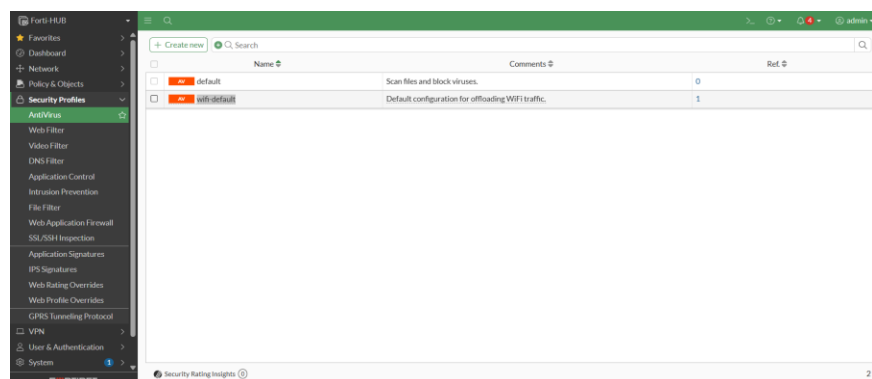 Forti-HUB
admin
Favorites
Dashboard
Network
Policy & Objects
Security Profiles
AntiVirus
Web Filter
Video Filter
DNS Filter
Application Control
Intrusion Prevention
File Filter
Web Application Firewall
SSL/SSH Inspection
Application Signatures
IPS Signatures
Web Rating Overrides
Web Profile Overrides
GPRS Tunneling Protocol
VPN
User & Authentication
System 1
4
+ Create new Search
Name Comments Ref.
AV default Scan files and block viruses. 0
AV wifi-default Default configuration for offloading WiFi traffic. 1
Security Rating Insights 0
2